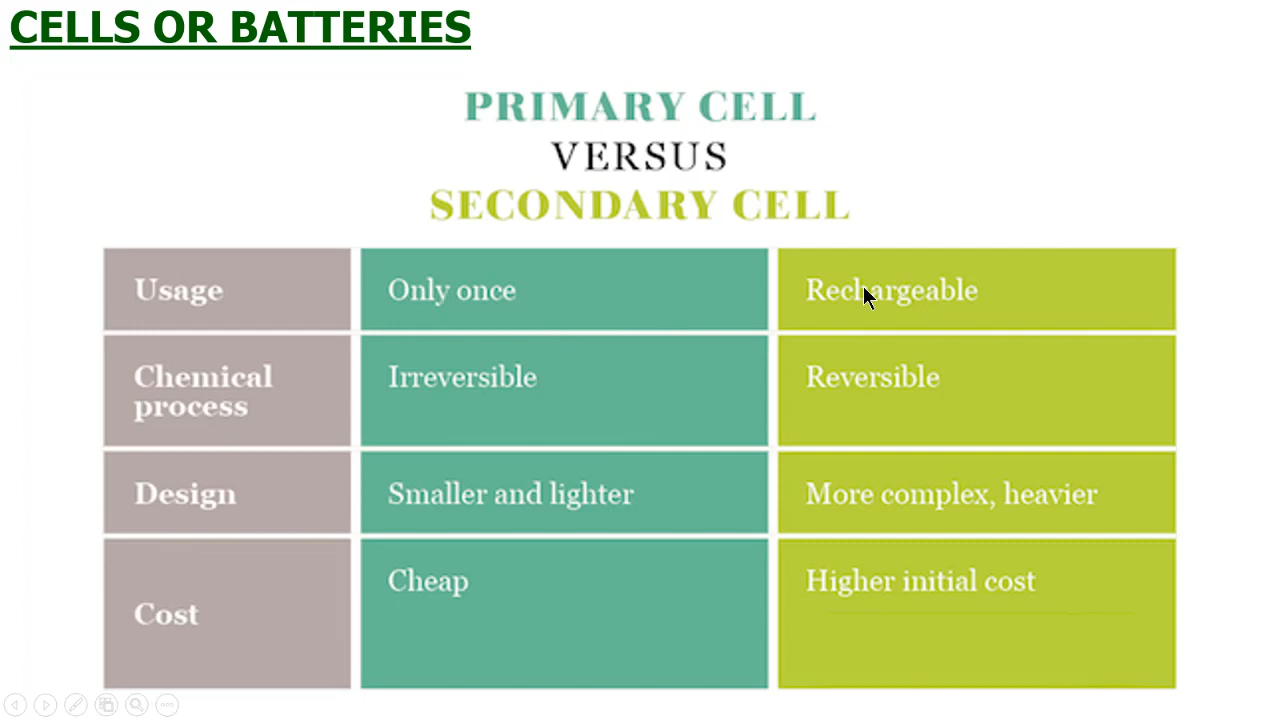 CELLS OR BATTERIES
PRIMARY CELL
VERSUS
SECONDARY CELL
Usage
Only once
Rechargeable
Chemical
process
Irreversible
Reversible
Design
Smaller and lighter
More complex, heavier
Cost
Cheap
Higher initial cost